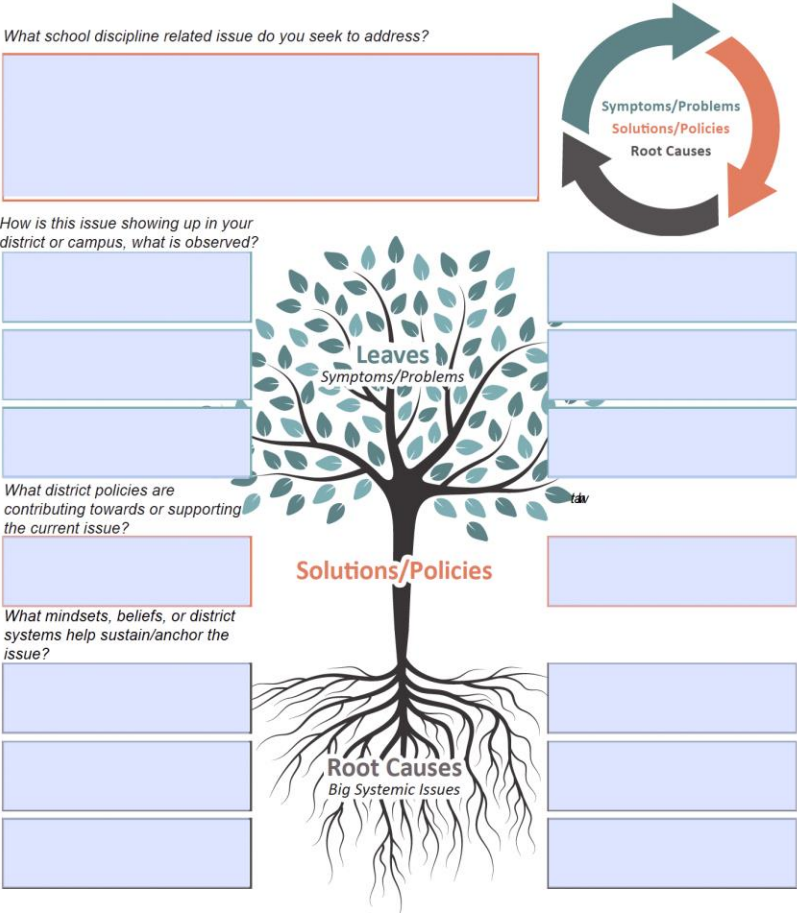 What school discipline related issue do you seek to address?
Symptoms/Problems
Solutions/Policies
Root Causes
How is this issue showing up in your
district or campus, what is observed?
Leaves
Symptoms/Problems
What district policies are
contributing towards or supporting
the current issue?
Solutions/Policies
What mindsets, beliefs, or district
systems help sustain/anchor the
issue?
Root Causes
Big Systemic Issues